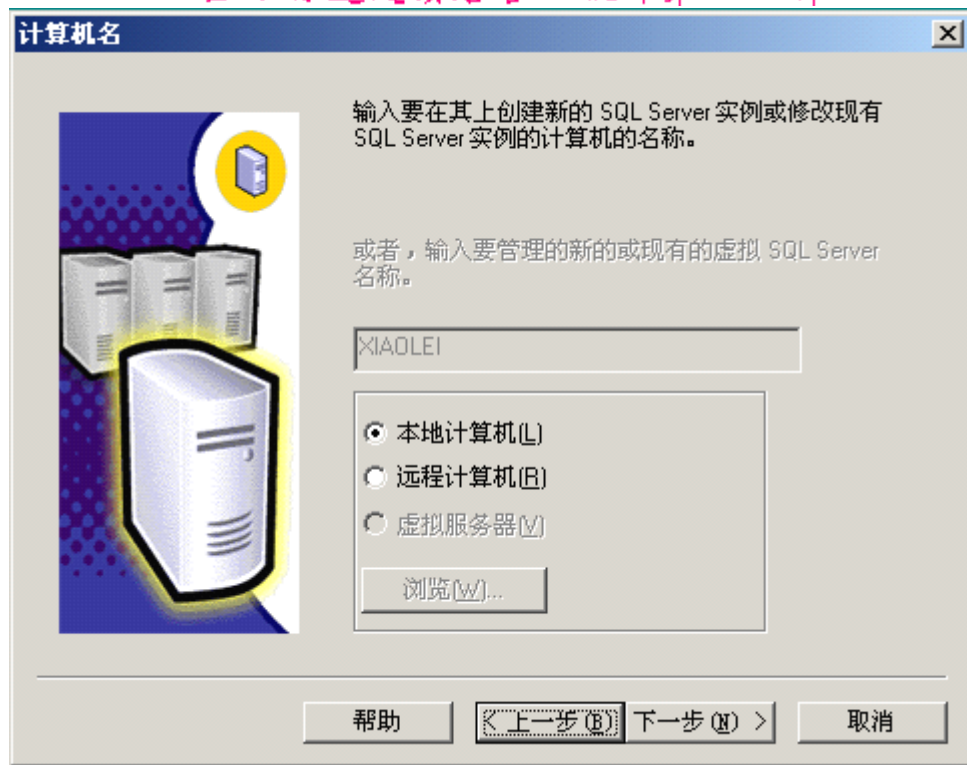 计算机名
输入要在其上创建新的 SQL Server 实例或修改现有
SQL Server 实例的计算机的名称。
或者，输入要管理的新的或现有的虚拟 SQL Server
名称。
XIAOLEI
本地计算机(L)
远程计算机(R)
虚拟服务器(V)
浏览(W)...
帮助
< 上一步(B)
下一步(N) >
取消